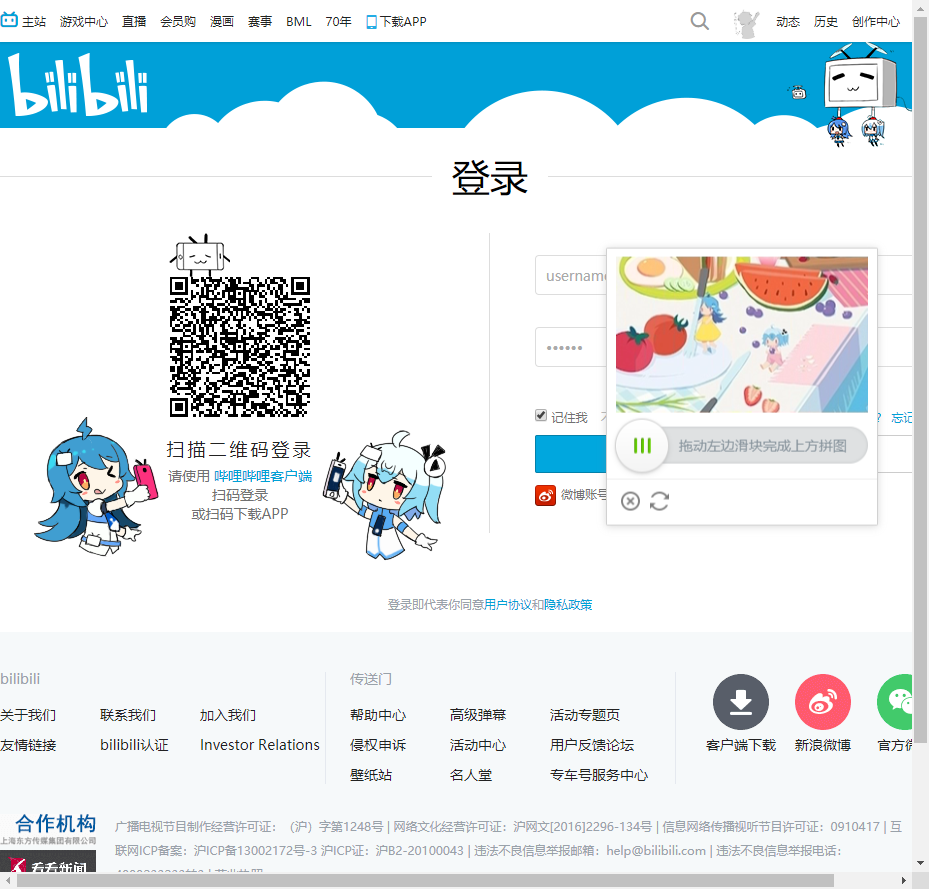 主站 游戏中心 直播 会员购 漫画 赛事 BML 70年 下载APP 动态 历史 创作中心
bilibili
登录
username
••••••
记住我
? 忘记
扫描二维码登录
请使用 哔哩哔哩客户端
扫码登录
或扫码下载APP
拖动左边滑块完成上方拼图
微博账号
登录即代表你同意用户协议和隐私政策
bilibili 传送门
关于我们 联系我们 加入我们 帮助中心 高级弹幕 活动专题页
友情链接 bilibili认证 Investor Relations 侵权申诉 活动中心 用户反馈论坛 客户端下载 新浪微博 官方微
壁纸站 名人堂 专车号服务中心
合作机构
上海东方传媒集团有限公司
看看新闻
广播电视节目制作经营许可证：（沪）字第1248号 | 网络文化经营许可证：沪网文[2016]2296-134号 | 信息网络传播视听节目许可证：0910417 | 互
联网ICP备案：沪ICP备13002172号-3 沪ICP证：沪B2-20100043 | 违法不良信息举报邮箱：help@bilibili.com | 违法不良信息举报电话：